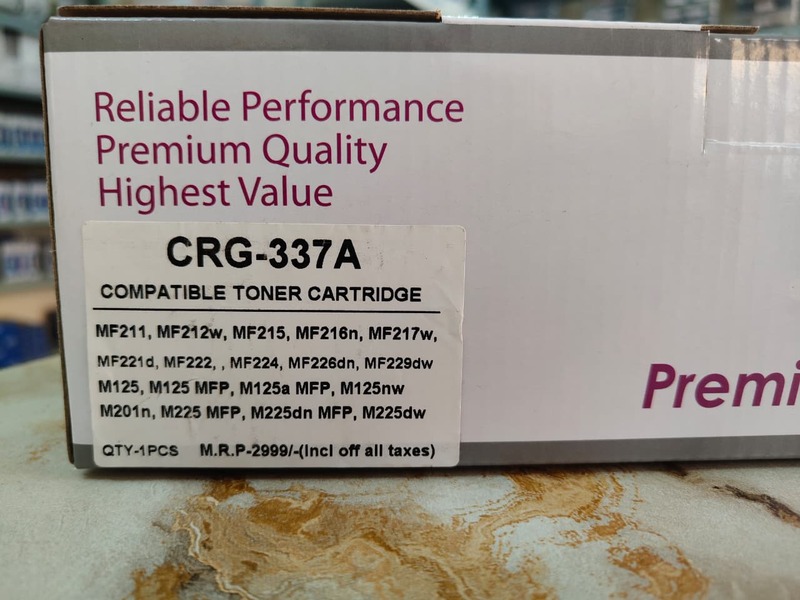 Reliable Performance
Premium Quality
Highest Value
CRG-337A
COMPATIBLE TONER CARTRIDGE
MF211, MF212w, MF215, MF216n, MF217w,
MF221d, MF222, , MF224, MF226dn, MF229dw
M125, M125 MFP, M125a MFP, M125nw
M201n, M225 MFP, M225dn MFP, M225dw
QTY-1PCS M.R.P-2999/-(Incl off all taxes)
Premi